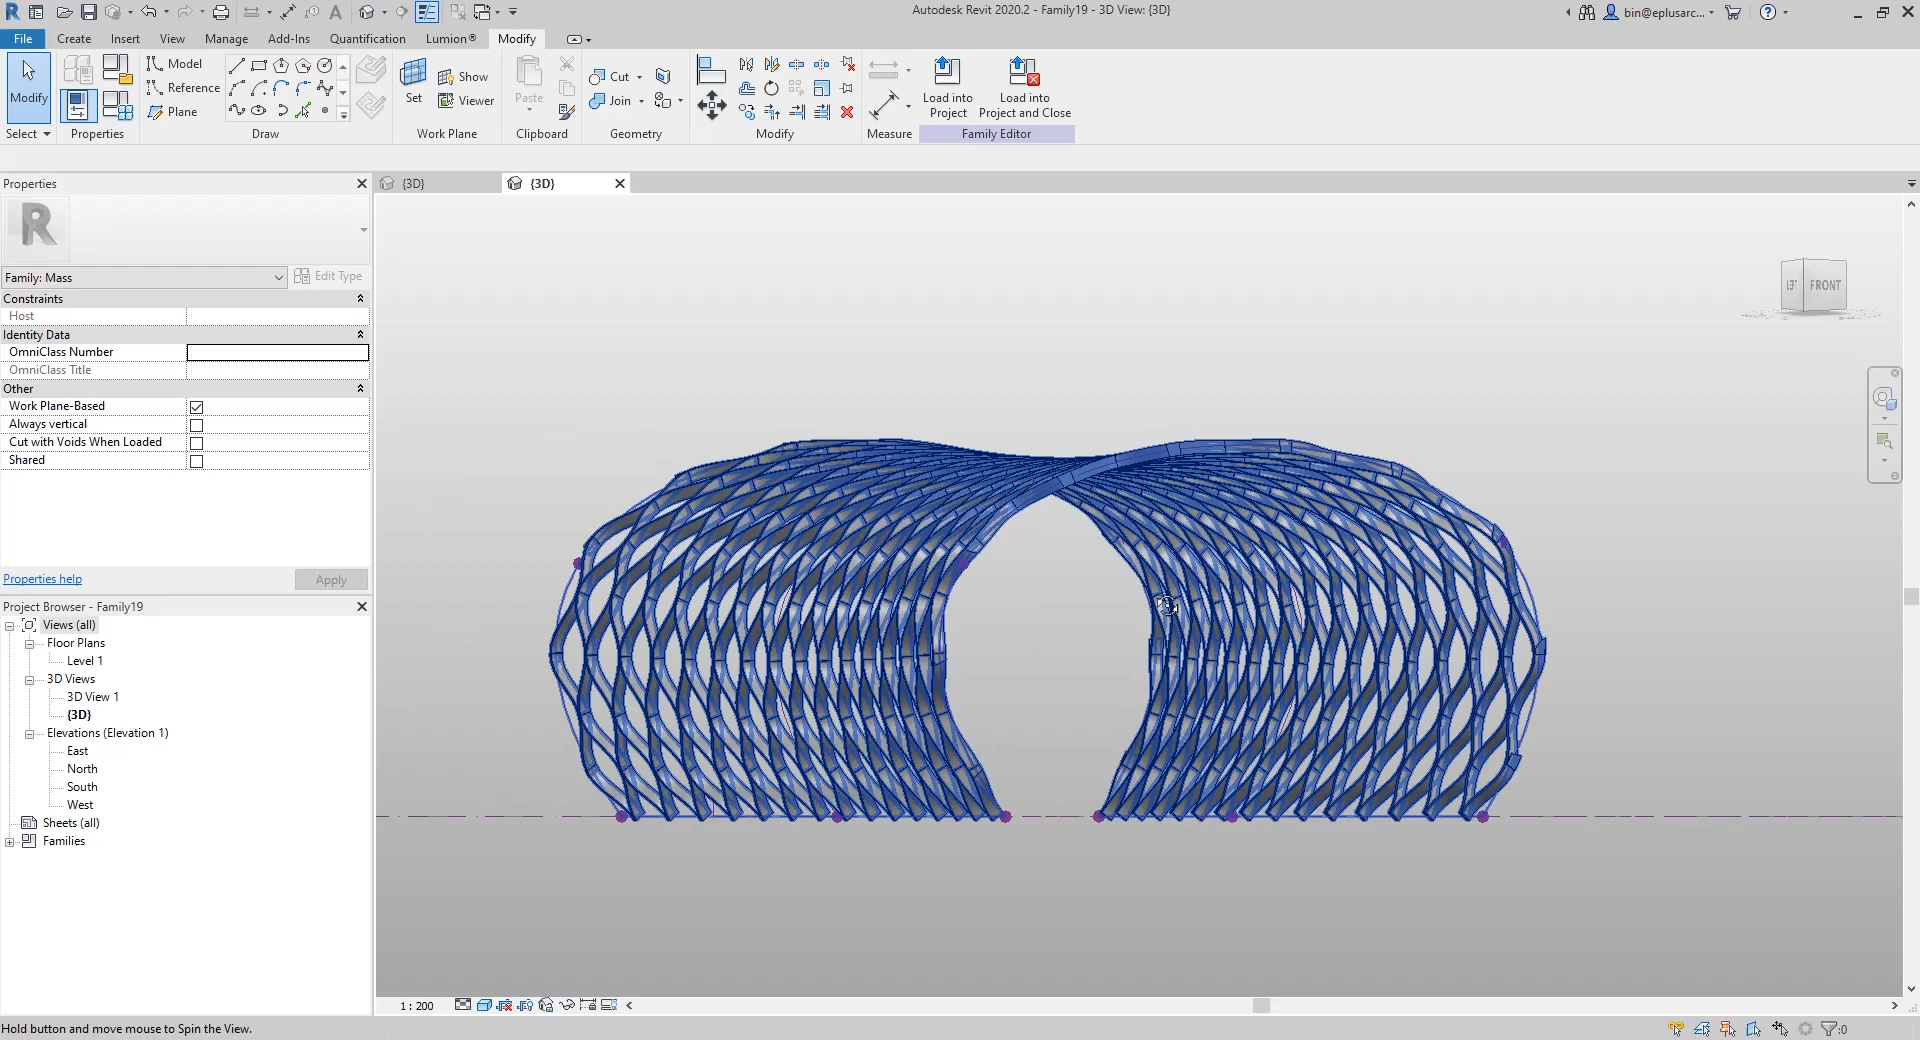 Autodesk Revit 2020.2 - Family19 - 3D View: {3D}
bin@eplusarc...
File
Create
Insert
View
Manage
Add-Ins
Quantification
Lumion®
Modify
Modify
Model
Reference
Plane
Set
Show
Viewer
Paste
Cut
Join
Load into
Project
Load into
Project and Close
Select
Properties
Draw
Work Plane
Clipboard
Geometry
Modify
Measure
Family Editor
Properties
{3D}
{3D}
R
Family: Mass
Edit Type
Constraints
Host
Identity Data
OmniClass Number
OmniClass Title
Other
Work Plane-Based
Always vertical
Cut with Voids When Loaded
Shared
Properties help
Apply
Project Browser - Family19
Views (all)
Floor Plans
Level 1
3D Views
3D View 1
{3D}
Elevations (Elevation 1)
East
North
South
West
Sheets (all)
Families
LEFT
FRONT
1 : 200
Hold button and move mouse to Spin the View.
:0